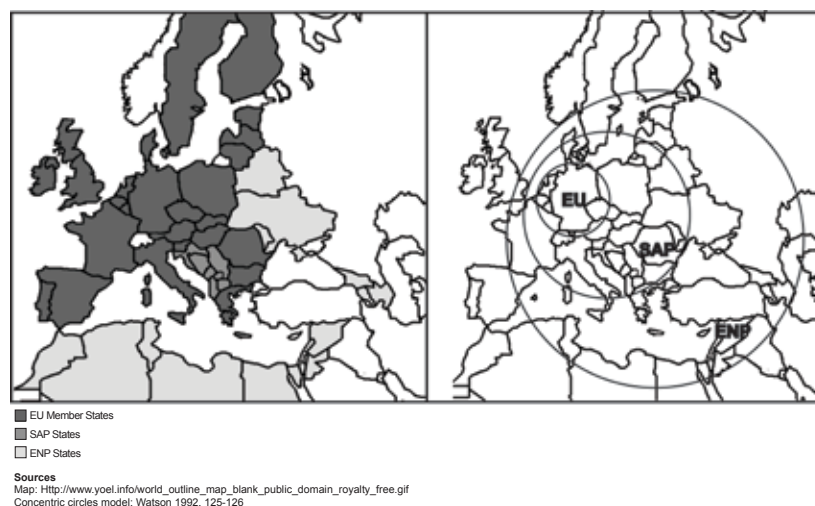 EU
SAP
ENP
EU Member States
SAP States
ENP States
Sources
Map: Http://www.yoel.info/world_outline_map_blank_public_domain_royalty_free.gif
Concentric circles model: Watson 1992, 125-126